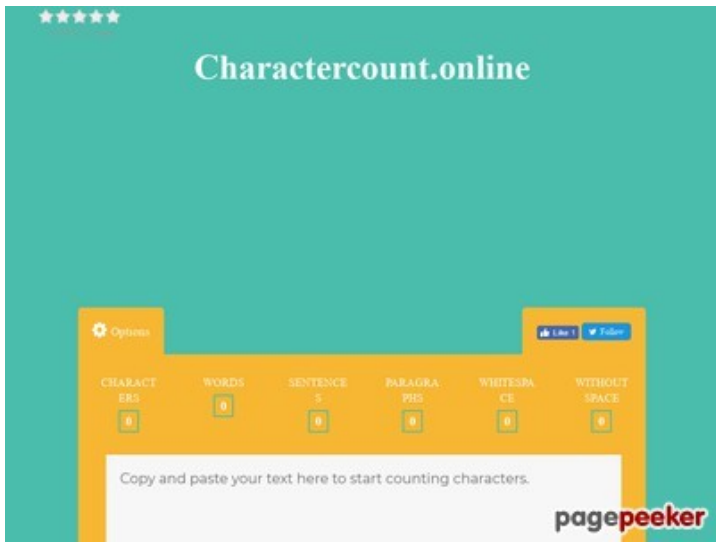 Charactercount.online
Options
Like 1 Follow
CHARACT WORDS SENTENCE PARAGRA WHITESPA WITHOUT
ERS S PHS CE SPACE
0 0 0 0 0 0
Copy and paste your text here to start counting characters.
pagepeeker